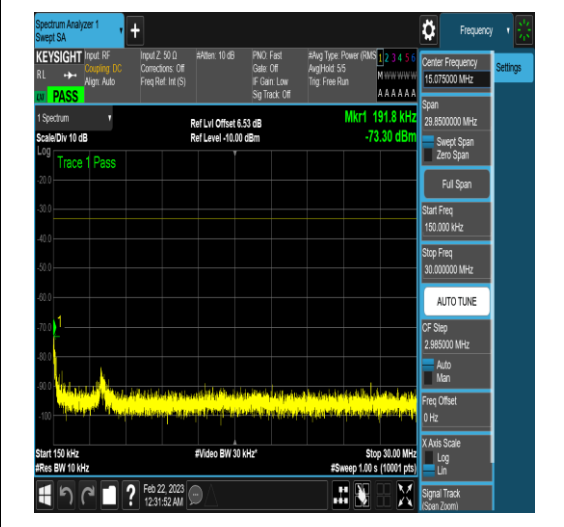 Spectrum Analyzer 1
Swept SA
+
Frequency
KEYSIGHT
RL
PASS
Input: RF
Coupling: DC
Align: Auto
Input Z: 50 Ω
Corrections: Off
Freq Ref: Int (S)
#Atten: 10 dB
PNO: Fast
Gate: Off
IF Gain: Low
Sig Track: Off
#Avg Type: Power (RMS
Avg|Hold: 5/5
Trig: Free Run
1 2 3 4 5 6
M W W W W W
A A A A A A
1 Spectrum
Scale/Div 10 dB
Ref Lvl Offset 6.53 dB
Ref Level -10.00 dBm
Mkr1 191.8 kHz
-73.30 dBm
Log
Trace 1 Pass
-20.0
-30.0
-40.0
-50.0
-60.0
-70.0
-80.0
-90.0
-100
1
Start 150 kHz
#Res BW 10 kHz
#Video BW 30 kHz*
Stop 30.00 MHz
#Sweep 1.00 s (10001 pts)
?
Feb 22, 2023
12:31:52 AM
Center Frequency
15.075000 MHz
Span
29.8500000 MHz
Swept Span
Zero Span
Full Span
Start Freq
150.000 kHz
Stop Freq
30.000000 MHz
AUTO TUNE
CF Step
2.985000 MHz
Auto
Man
Freq Offset
0 Hz
X Axis Scale
Log
Lin
Signal Track
(Span Zoom)
Settings